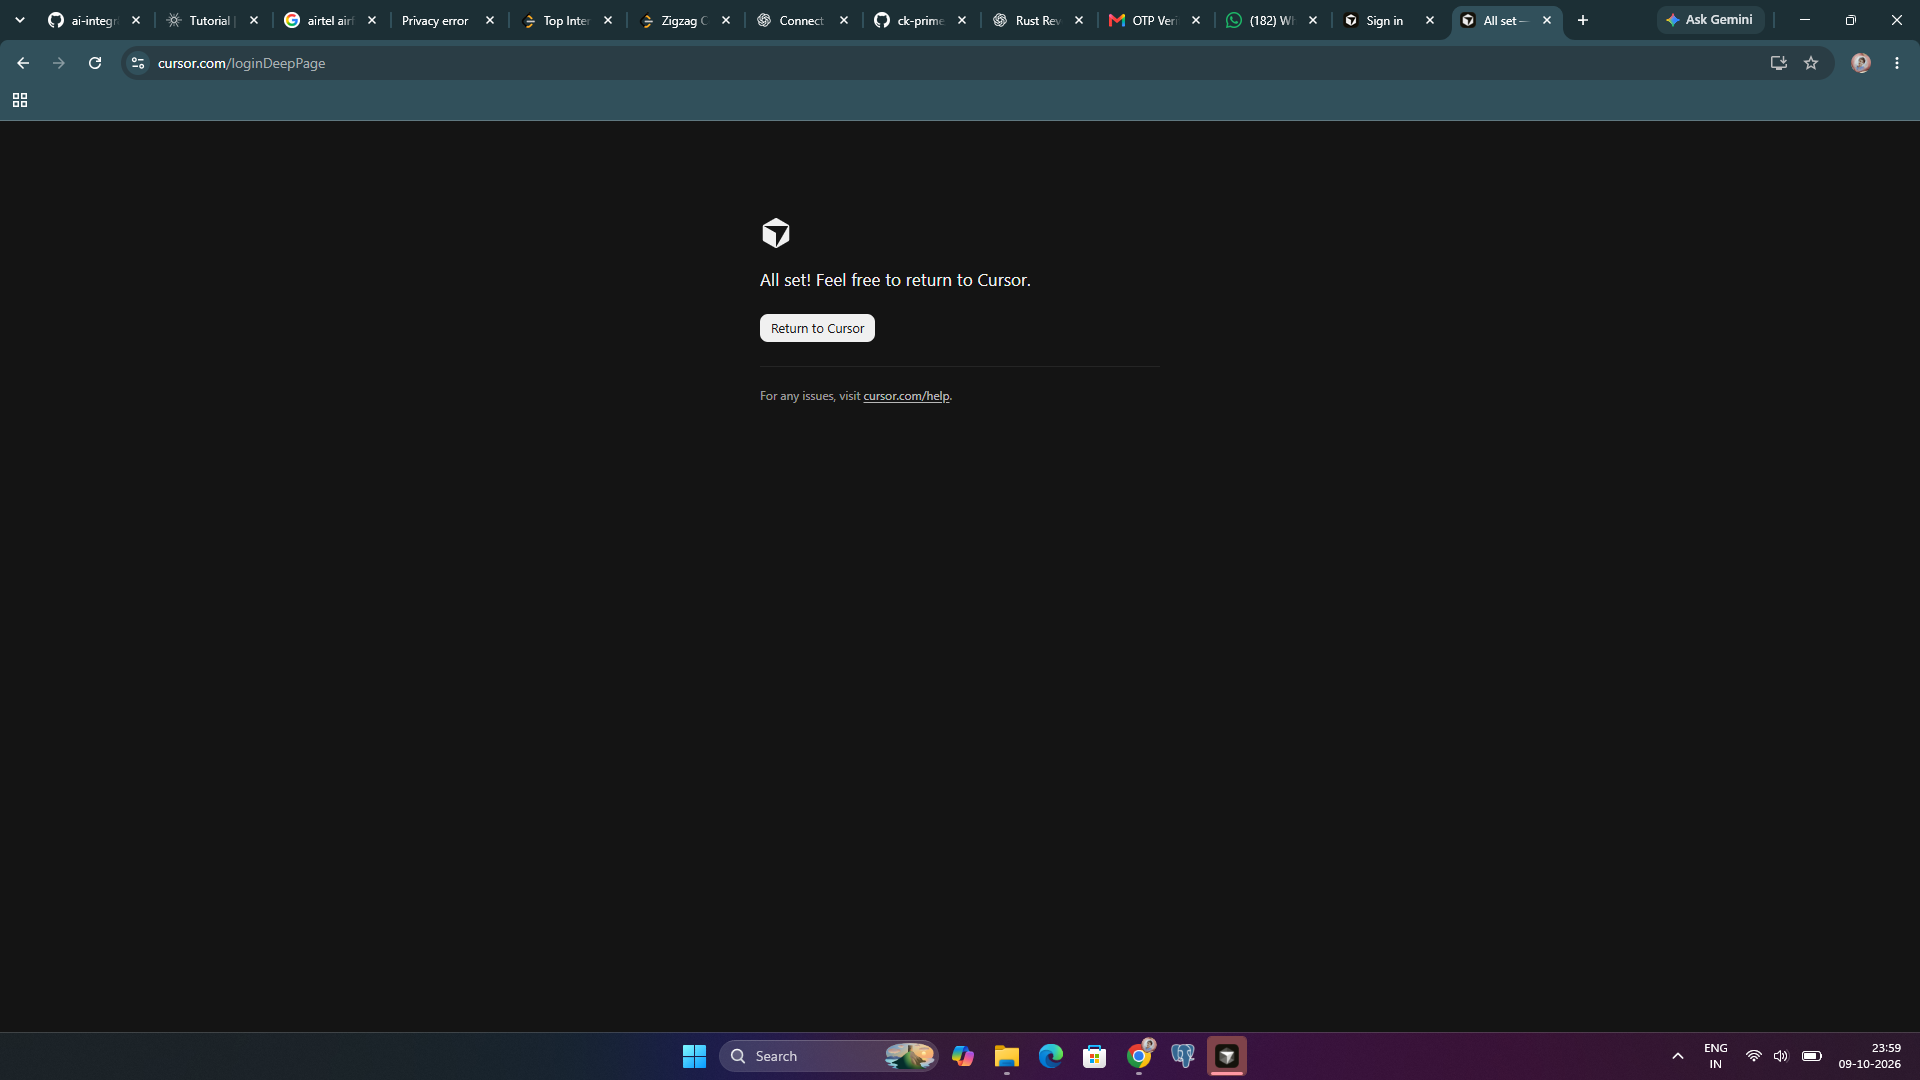 ai-integr
Tutorial
airtel airf
Privacy error
Top Inter
Zigzag C
Connect
ck-prime
Rust Rev
OTP Veri
(182) Wh
Sign in
All set —
Ask Gemini
cursor.com/loginDeepPage
All set! Feel free to return to Cursor.
Return to Cursor
For any issues, visit cursor.com/help.
Search
ENG
IN
23:59
09-10-2026